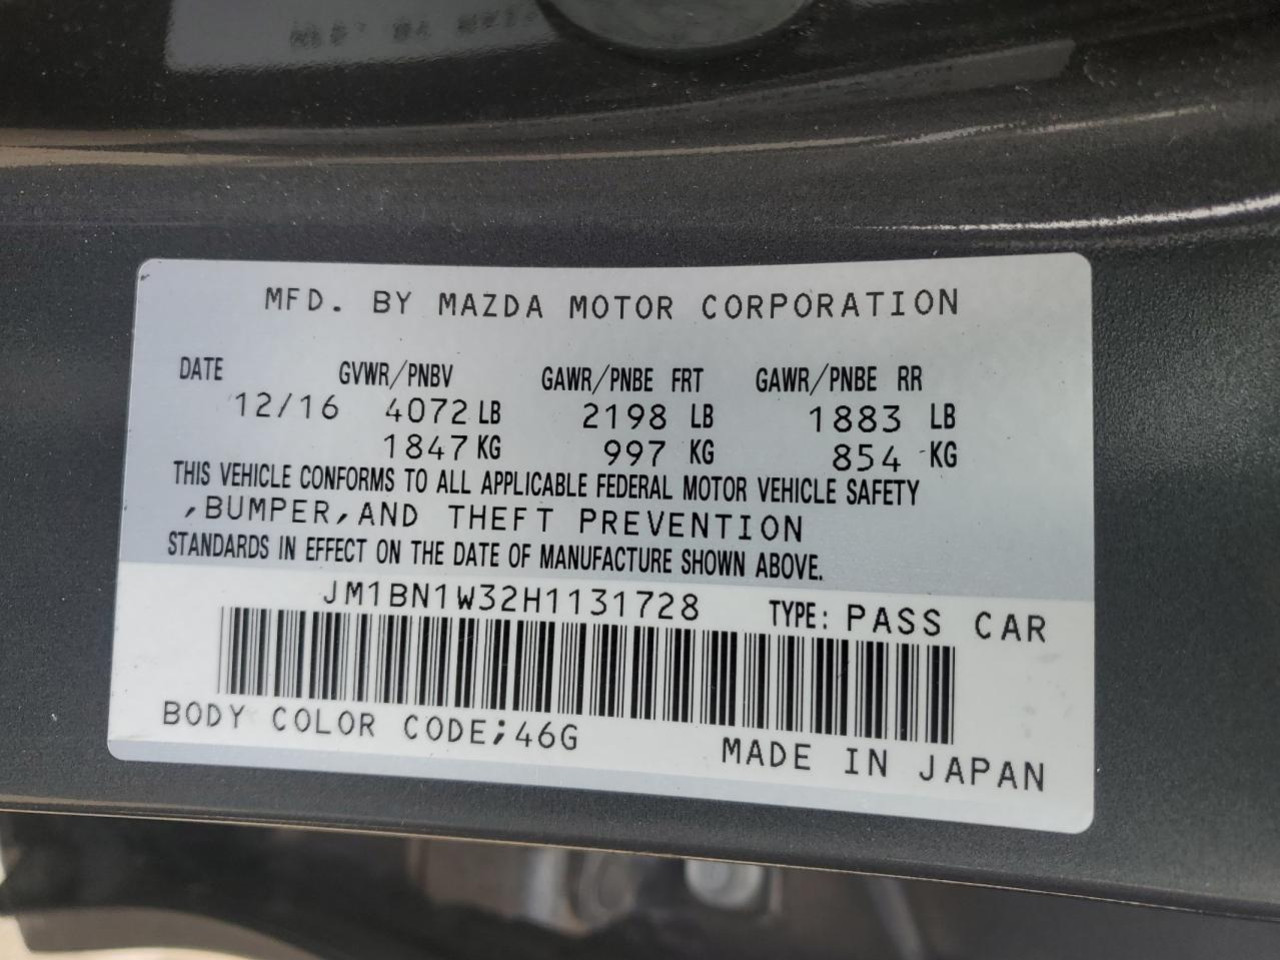 MFD. BY MAZDA MOTOR CORPORATION
DATE GVWR/PNBV GAWR/PNBE FRT GAWR/PNBE RR
12/16 4072 LB 2198 LB 1883 LB
1847 KG 997 KG 854 KG
THIS VEHICLE CONFORMS TO ALL APPLICABLE FEDERAL MOTOR VEHICLE SAFETY
,BUMPER,AND THEFT PREVENTION
STANDARDS IN EFFECT ON THE DATE OF MANUFACTURE SHOWN ABOVE.
JM1BN1W32H1131728 TYPE: PASS CAR
BODY COLOR CODE;46G
MADE IN JAPAN